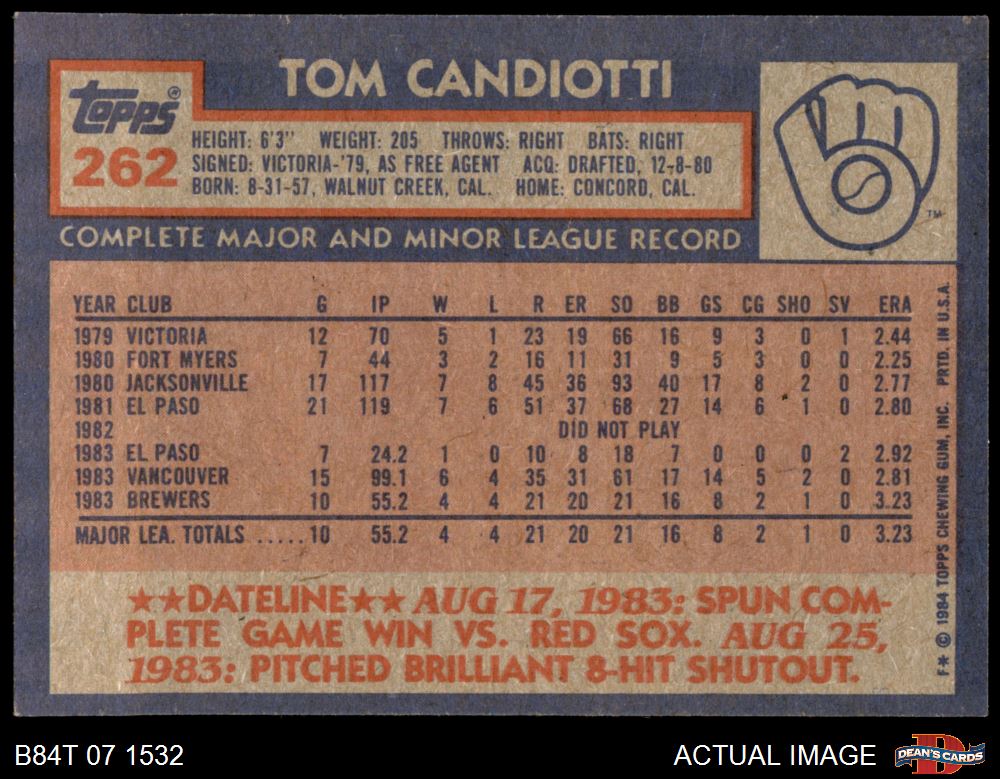 TOM CANDIOTTI
Topps®
262
HEIGHT: 6'3" WEIGHT: 205 THROWS: RIGHT BATS: RIGHT
SIGNED: VICTORIA-'79, AS FREE AGENT ACQ: DRAFTED, 12-8-80
BORN: 8-31-57, WALNUT CREEK, CAL. HOME: CONCORD, CAL.
TM
COMPLETE MAJOR AND MINOR LEAGUE RECORD
YEAR CLUB G IP W L R ER SO BB GS CG SHO SV ERA
1979 VICTORIA 12 70 5 1 23 19 66 16 9 3 0 1 2.44
1980 FORT MYERS 7 44 3 2 16 11 31 9 5 3 0 0 2.25
1980 JACKSONVILLE 17 117 7 8 45 36 93 40 17 8 2 0 2.77
1981 EL PASO 21 119 7 6 51 37 68 27 14 6 1 0 2.80
1982 DID NOT PLAY
1983 EL PASO 7 24.2 1 0 10 8 18 7 0 0 0 2 2.92
1983 VANCOUVER 15 99.1 6 4 35 31 61 17 14 5 2 0 2.81
1983 BREWERS 10 55.2 4 4 21 20 21 16 8 2 1 0 3.23
MAJOR LEA. TOTALS .....10 55.2 4 4 21 20 21 16 8 2 1 0 3.23
★★DATELINE★★ AUG 17, 1983: SPUN COM-
PLETE GAME WIN VS. RED SOX. AUG 25,
1983: PITCHED BRILLIANT 8-HIT SHUTOUT.
F* © 1984 TOPPS CHEWING GUM, INC. PRTD. IN U.S.A.
B84T 07 1532
ACTUAL IMAGE
DEAN'S CARDS